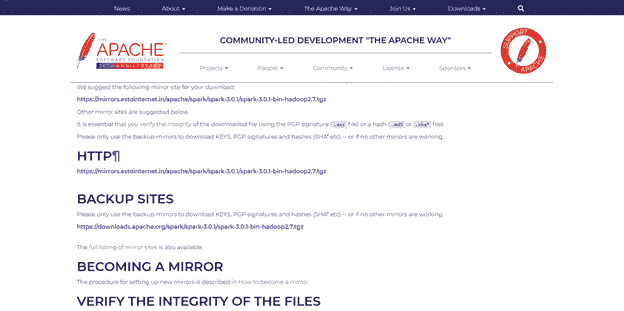 News About Make a Donation The Apache Way Join Us Downloads
THE
APACHE
SOFTWARE FOUNDATION
COMMUNITY-LED DEVELOPMENT "THE APACHE WAY"
SUPPORT
APACHE
Projects People Community License Sponsors
We suggest the following mirror site for your download:
https://mirrors.estointernet.in/apache/spark/spark-3.0.1/spark-3.0.1-bin-hadoop2.7.tgz
Other mirror sites are suggested below.
It is essential that you verify the integrity of the downloaded file using the PGP signature ( .asc file) or a hash ( .md5 or .sha* file)
Please only use the backup mirrors to download KEYS, PGP signatures and hashes (SHA* etc) -- or if no other mirrors are working.
HTTP¶
https://mirrors.estointernet.in/apache/spark/spark-3.0.1/spark-3.0.1-bin-hadoop2.7.tgz
BACKUP SITES
Please only use the backup mirrors to download KEYS, PGP signatures and hashes (SHA* etc) -- or if no other mirrors are working.
https://downloads.apache.org/spark/spark-3.0.1/spark-3.0.1-bin-hadoop2.7.tgz
The full listing of mirror sites is also available.
BECOMING A MIRROR
The procedure for setting up new mirrors is described in How to become a mirror.
VERIFY THE INTEGRITY OF THE FILES